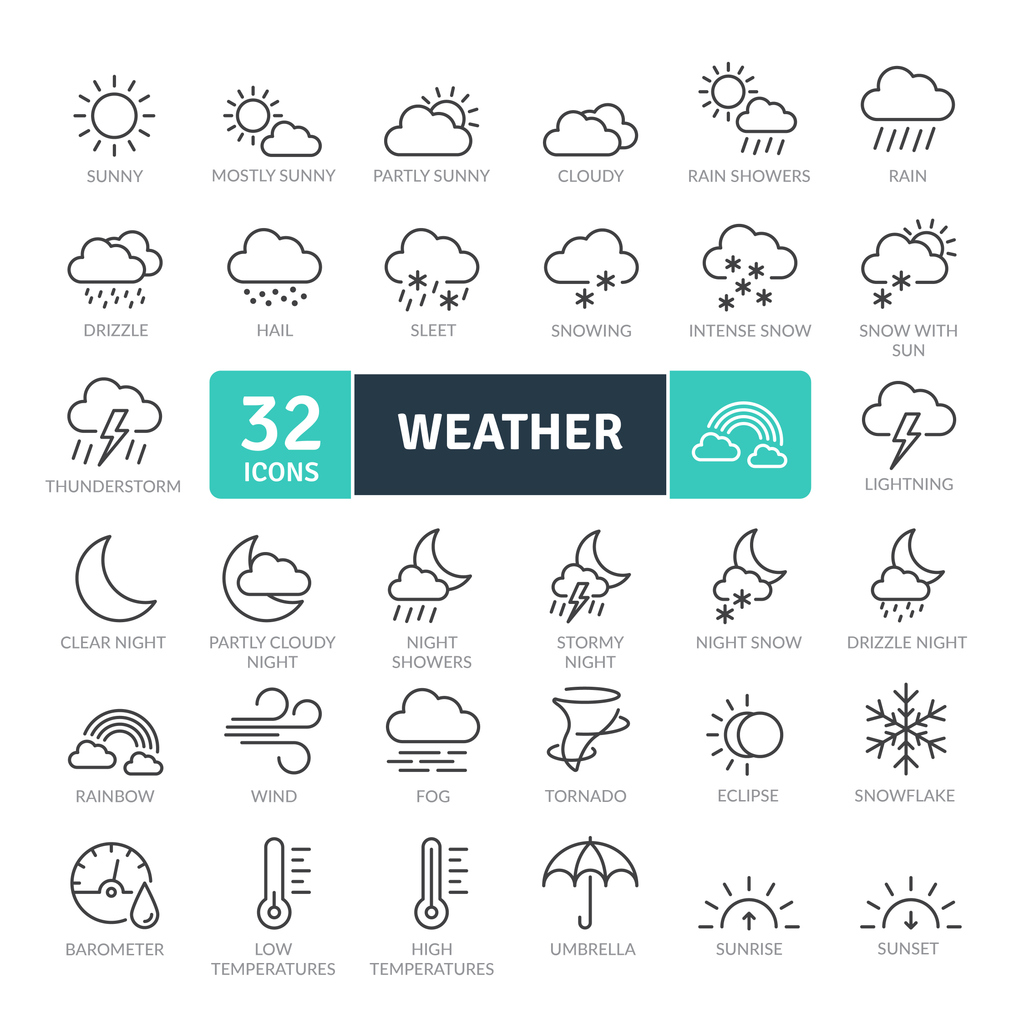 SUNNY
MOSTLY SUNNY
PARTLY SUNNY
CLOUDY
RAIN SHOWERS
RAIN
DRIZZLE
HAIL
SLEET
SNOWING
INTENSE SNOW
SNOW WITH
SUN
THUNDERSTORM
32
ICONS
WEATHER
LIGHTNING
CLEAR NIGHT
PARTLY CLOUDY
NIGHT
NIGHT
SHOWERS
STORMY
NIGHT
NIGHT SNOW
DRIZZLE NIGHT
RAINBOW
WIND
FOG
TORNADO
ECLIPSE
SNOWFLAKE
BAROMETER
LOW
TEMPERATURES
HIGH
TEMPERATURES
UMBRELLA
SUNRISE
SUNSET